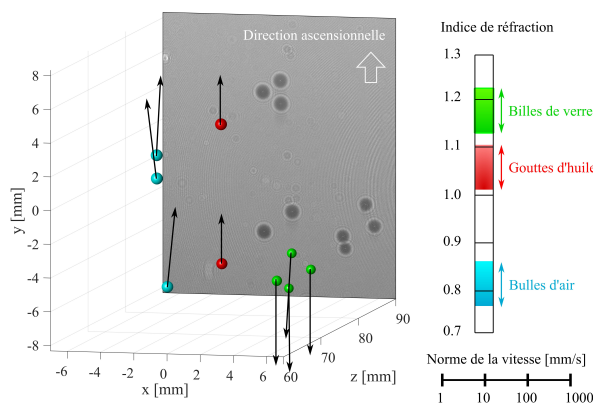 Direction ascensionnelle
8
6
4
2
0
-2
-4
-6
-8
y [mm]
-6 -4 -2 0 2 4 6
x [mm]
60 70 80 90
z [mm]
Indice de réfraction
1.3
1.2
1.1
1.0
0.9
0.8
0.7
Billes de verre
Gouttes d'huile
Bulles d'air
Norme de la vitesse [mm/s]
1 10 100 1000